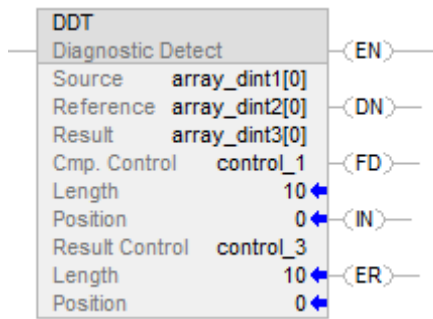 DDT
Diagnostic Detect (EN)
Source array_dint1[0]
Reference array_dint2[0] (DN)
Result array_dint3[0]
Cmp. Control control_1 (FD)
Length 10
Position 0 (IN)
Result Control control_3
Length 10 (ER)
Position 0